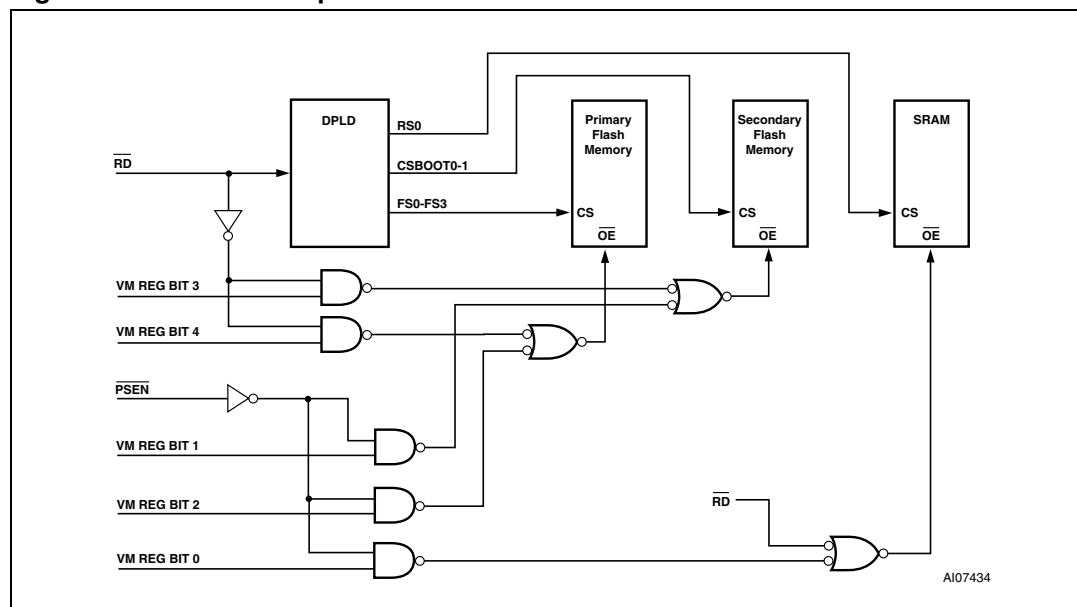 DPLD
RS0
CSBOOT0-1
FS0-FS3
Primary
Flash
Memory
CS
OE
Secondary
Flash
Memory
CS
OE
SRAM
CS
OE
RD
VM REG BIT 3
VM REG BIT 4
PSEN
VM REG BIT 1
VM REG BIT 2
VM REG BIT 0
RD
AI07434